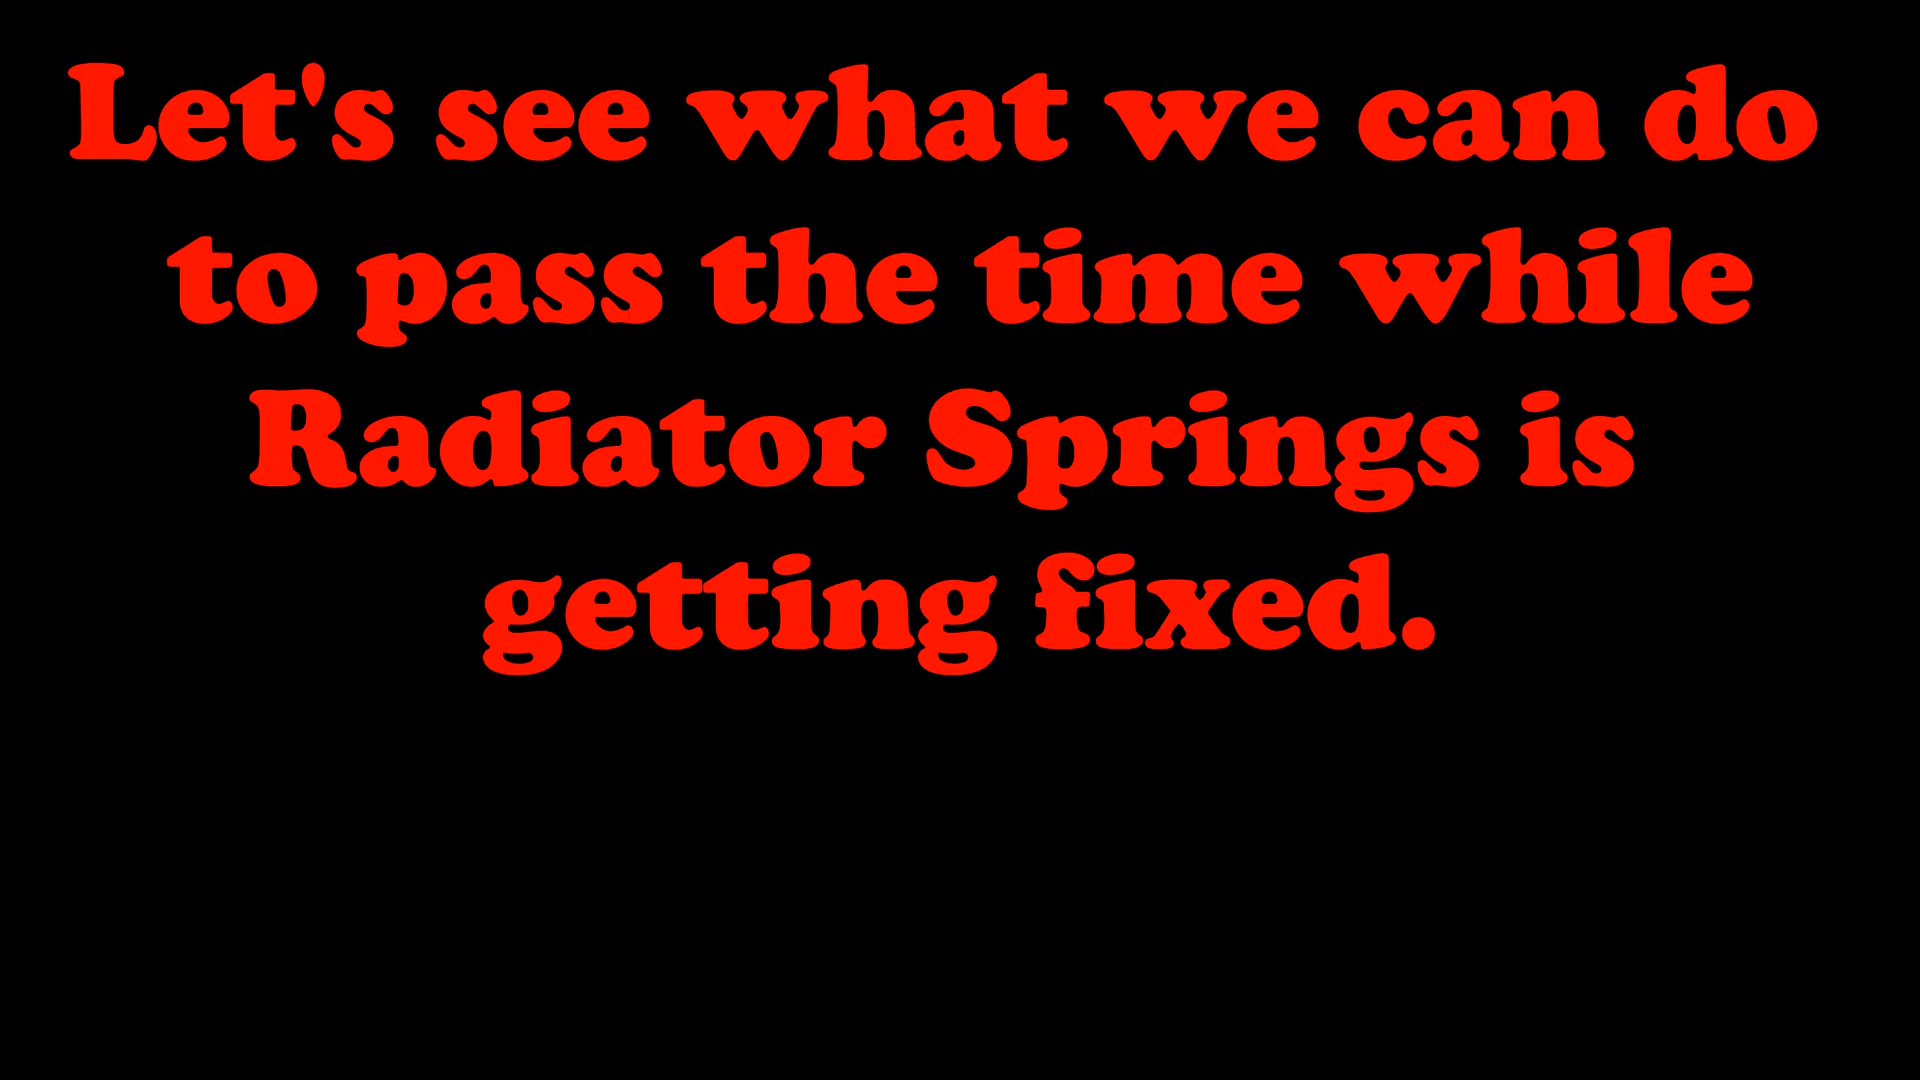 Let's see what we can do
to pass the time while
Radiator Springs is
getting fixed.